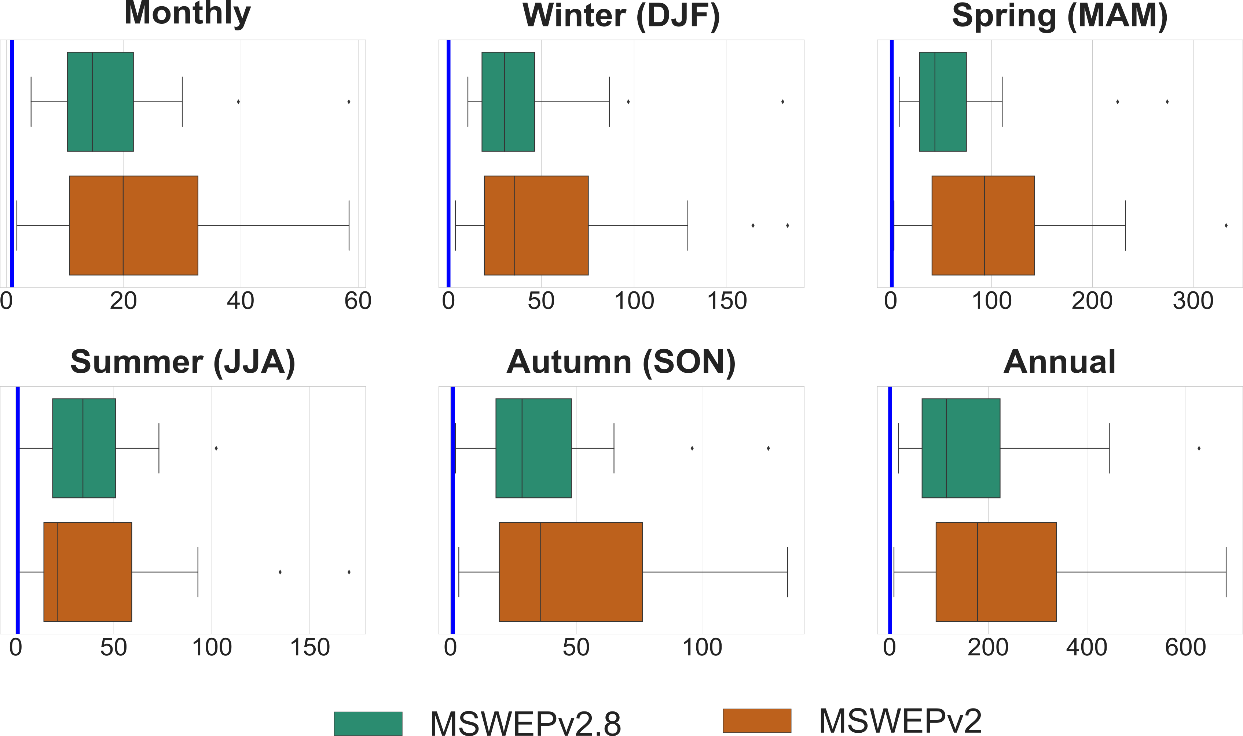 Monthly
Winter (DJF)
Spring (MAM)
0 20 40 60
0 50 100 150
0 100 200 300
Summer (JJA)
Autumn (SON)
Annual
0 50 100 150
0 50 100
0 200 400 600
MSWEPv2.8
MSWEPv2